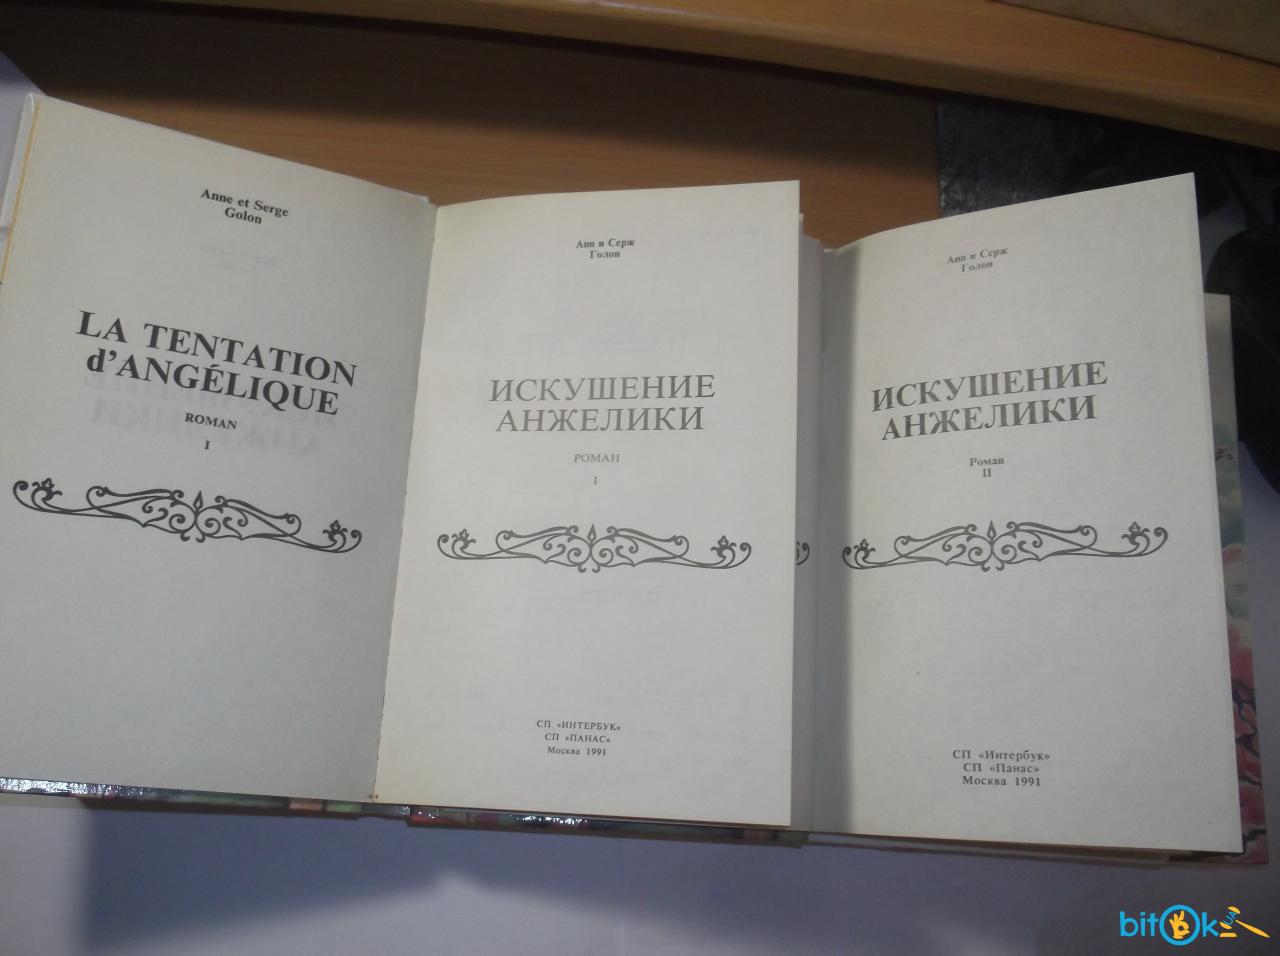 Anne et Serge
Golon
LA TENTATION
d'ANGÉLIQUE
ROMAN
I
Анн и Серж
Голон
ИСКУШЕНИЕ
АНЖЕЛИКИ
РОМАН
I
СП «ИНТЕРБУК»
СП «ПАНАС»
Москва 1991
Анн и Серж
Голон
ИСКУШЕНИЕ
АНЖЕЛИКИ
Роман
II
СП «Интербук»
СП «Панас»
Москва 1991
bitOk UA